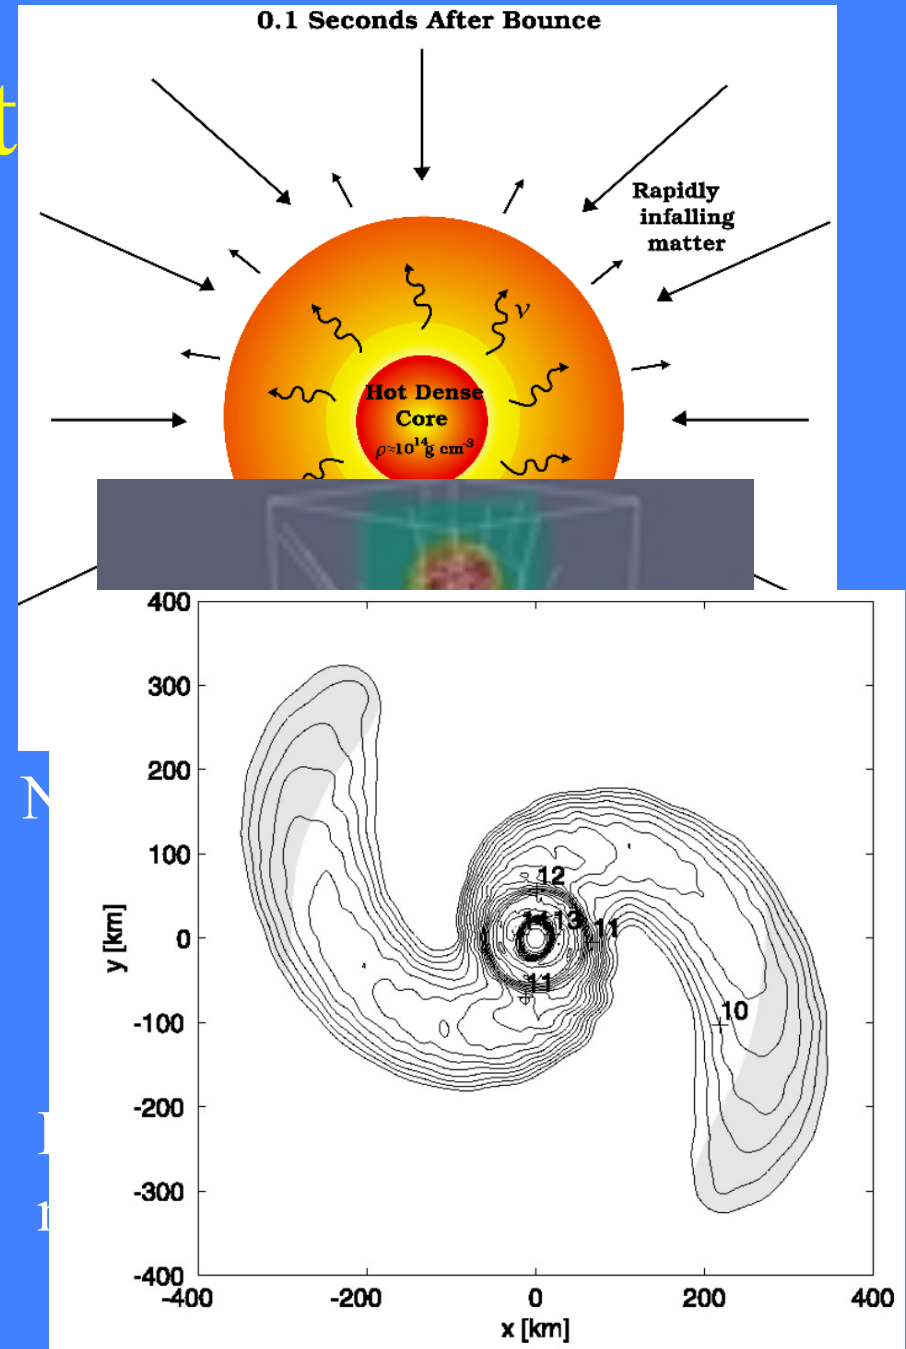 0.1 Seconds After Bounce
t
Rapidly
infalling
matter
ν
Hot Dense
Core
ρ≈10¹⁴g cm⁻³
N
400
300
200
100
0
-100
-200
-300
-400
y [km]
12
13
11
11
10
-400
-200
0
200
400
x [km]